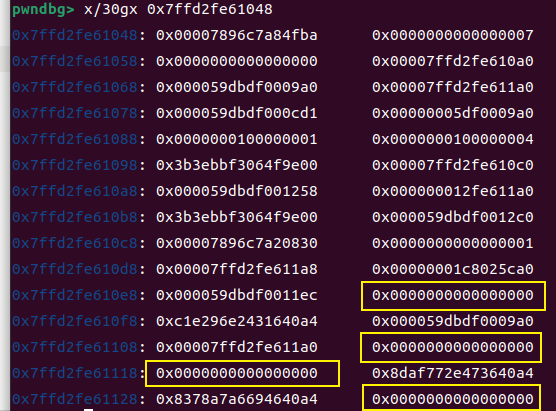 pwndbg> x/30gx 0x7ffd2fe61048
0x7ffd2fe61048: 0x00007896c7a84fba 0x0000000000000007
0x7ffd2fe61058: 0x0000000000000000 0x00007ffd2fe610a0
0x7ffd2fe61068: 0x000059dbdf0009a0 0x00007ffd2fe611a0
0x7ffd2fe61078: 0x000059dbdf000cd1 0x00000005df0009a0
0x7ffd2fe61088: 0x0000000100000001 0x0000000100000004
0x7ffd2fe61098: 0x3b3ebbf3064f9e00 0x00007ffd2fe610c0
0x7ffd2fe610a8: 0x000059dbdf001258 0x000000012fe611a0
0x7ffd2fe610b8: 0x3b3ebbf3064f9e00 0x000059dbdf0012c0
0x7ffd2fe610c8: 0x00007896c7a20830 0x0000000000000001
0x7ffd2fe610d8: 0x00007ffd2fe611a8 0x00000001c8025ca0
0x7ffd2fe610e8: 0x000059dbdf0011ec 0x0000000000000000
0x7ffd2fe610f8: 0xc1e296e2431640a4 0x000059dbdf0009a0
0x7ffd2fe61108: 0x00007ffd2fe611a0 0x0000000000000000
0x7ffd2fe61118: 0x0000000000000000 0x8daf772e473640a4
0x7ffd2fe61128: 0x8378a7a6694640a4 0x0000000000000000